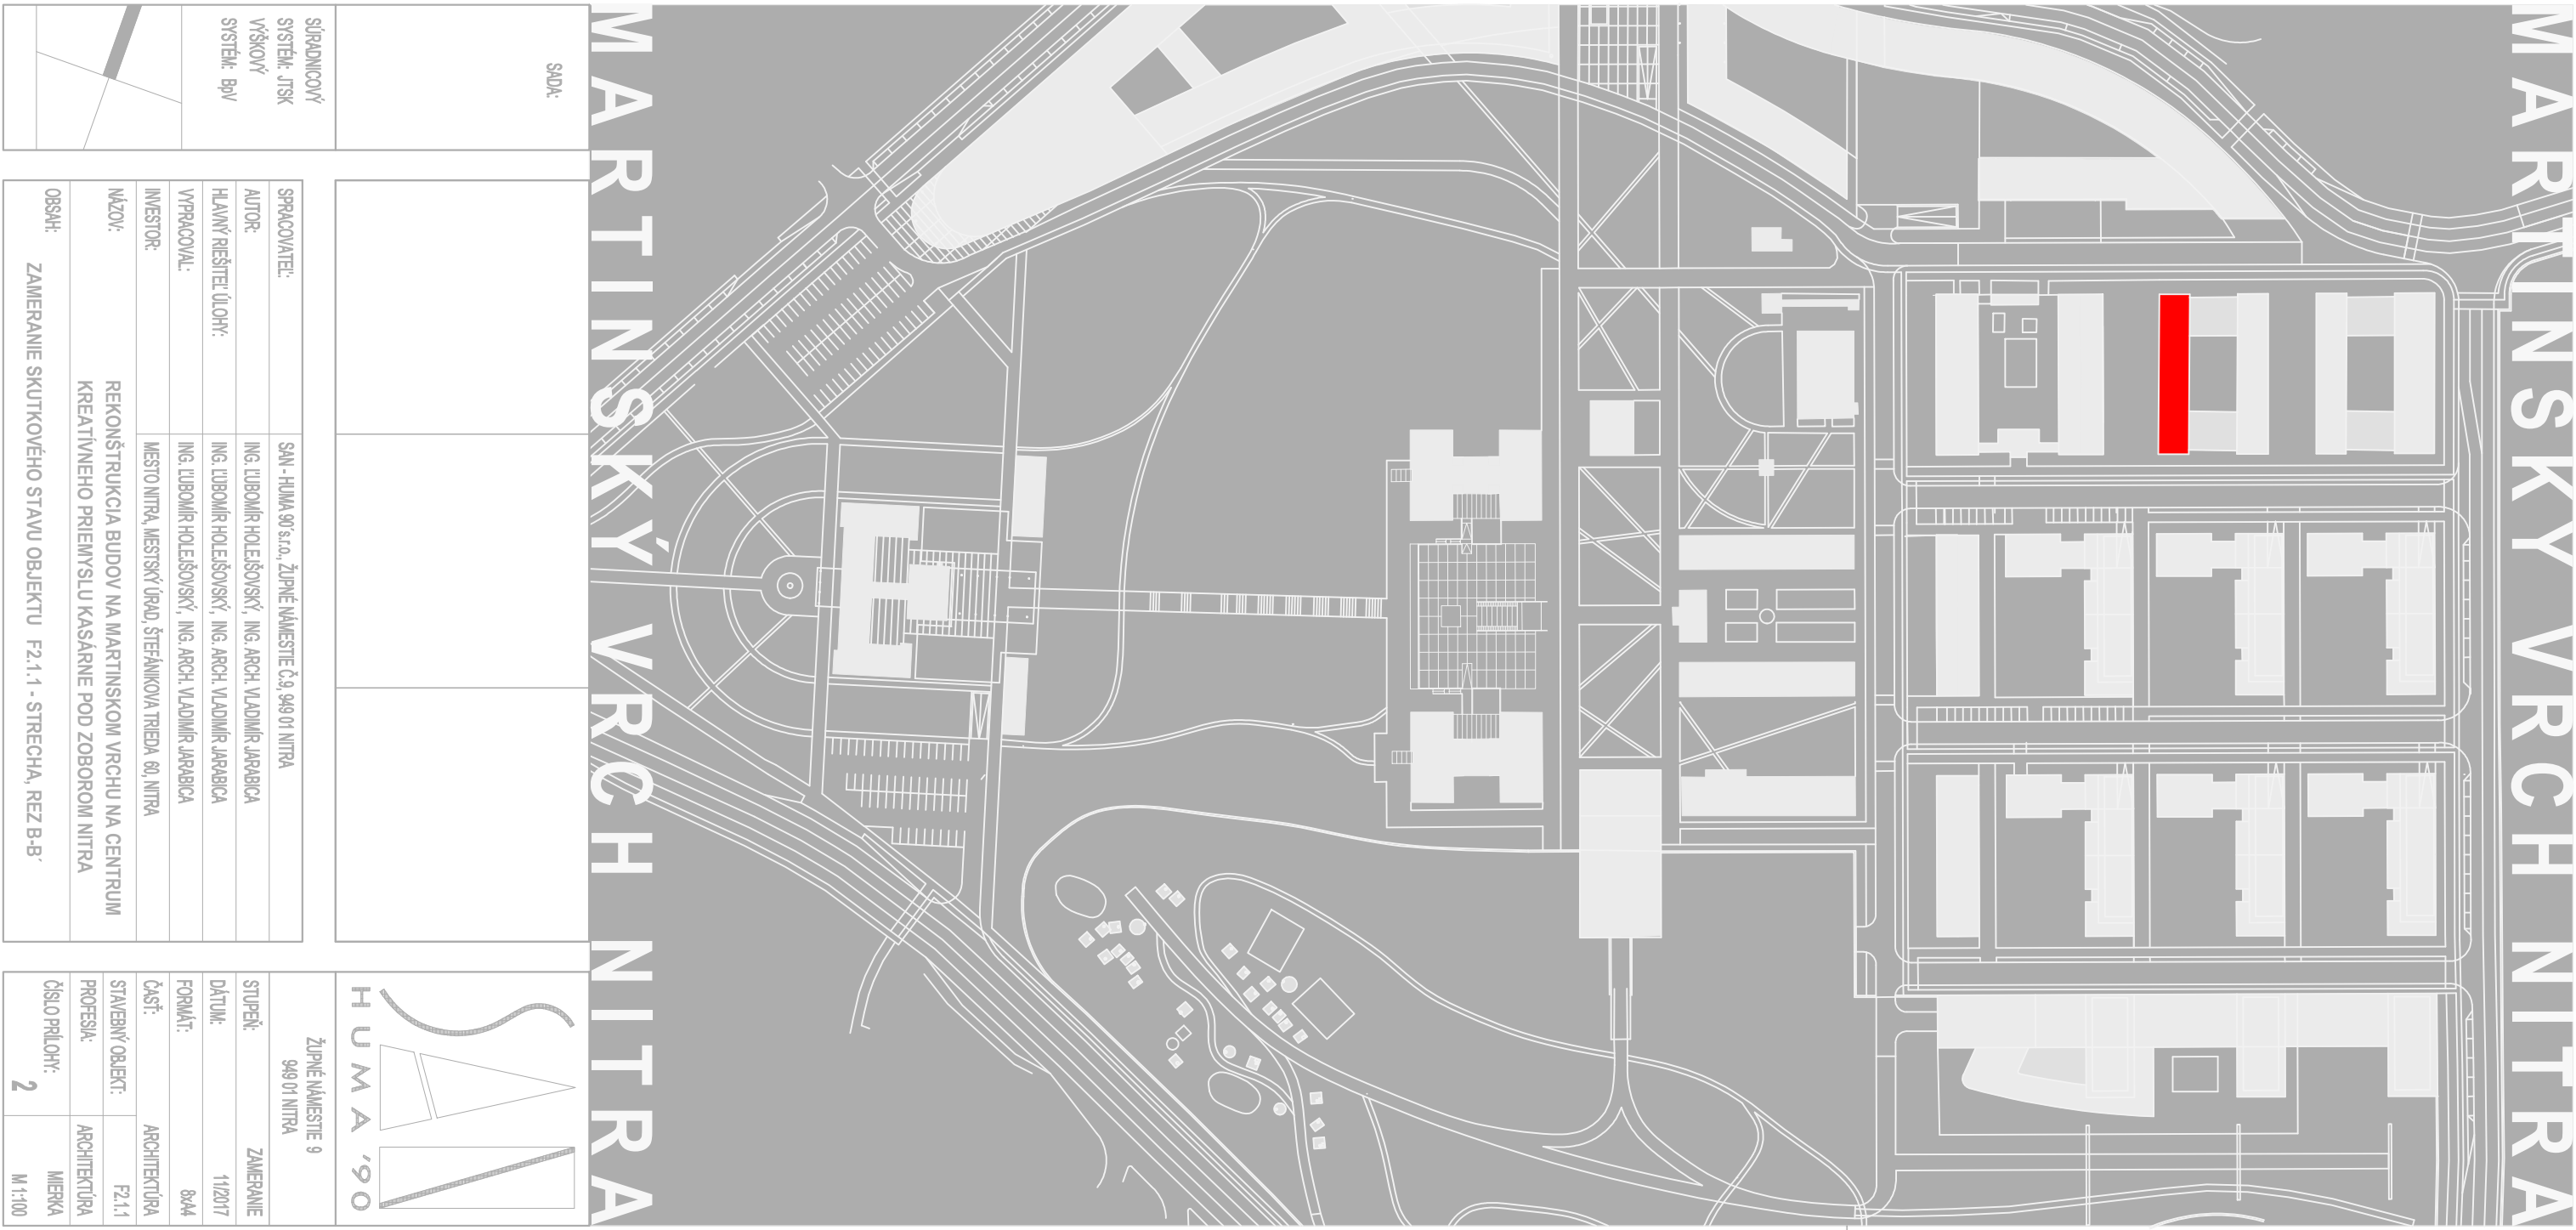 MARTINSKÝ VRCH NITRA
MARTINSKÝ VRCH NITRA
SADA:
SÚRADNICOVÝ
SYSTÉM: JTSK
VÝŠKOVÝ
SYSTÉM: BpV
SPRACOVATEĽ: SAN - HUMA 90´s.r.o., ŽUPNÉ NÁMESTIE Č.9, 949 01 NITRA
AUTOR: ING. ĽUBOMÍR HOLEJŠOVSKÝ, ING. ARCH. VLADIMÍR JARABICA
HLAVNÝ RIEŠITEĽ ÚLOHY: ING. ĽUBOMÍR HOLEJŠOVSKÝ, ING. ARCH. VLADIMÍR JARABICA
VYPRACOVAL: ING. ĽUBOMÍR HOLEJŠOVSKÝ, ING. ARCH. VLADIMÍR JARABICA
INVESTOR: MESTO NITRA, MESTSKÝ ÚRAD, ŠTEFÁNIKOVA TRIEDA 60, NITRA
NÁZOV: REKONŠTRUKCIA BUDOV NA MARTINSKOM VRCHU NA CENTRUM
KREATÍVNEHO PRIEMYSLU KASÁRNE POD ZOBOROM NITRA
OBSAH: ZAMERANIE SKUTKOVÉHO STAVU OBJEKTU F2.1.1 - STRECHA, REZ B-B´
HUMA '90
ŽUPNÉ NÁMESTIE 9
949 01 NITRA
STUPEŇ: ZAMERANIE
DÁTUM: 11/2017
FORMÁT: 8xA4
ČASŤ: ARCHITEKTÚRA
STAVEBNÝ OBJEKT: F2.1.1
PROFESIA: ARCHITEKTÚRA
ČÍSLO PRÍLOHY: MIERKA
2 M 1:100